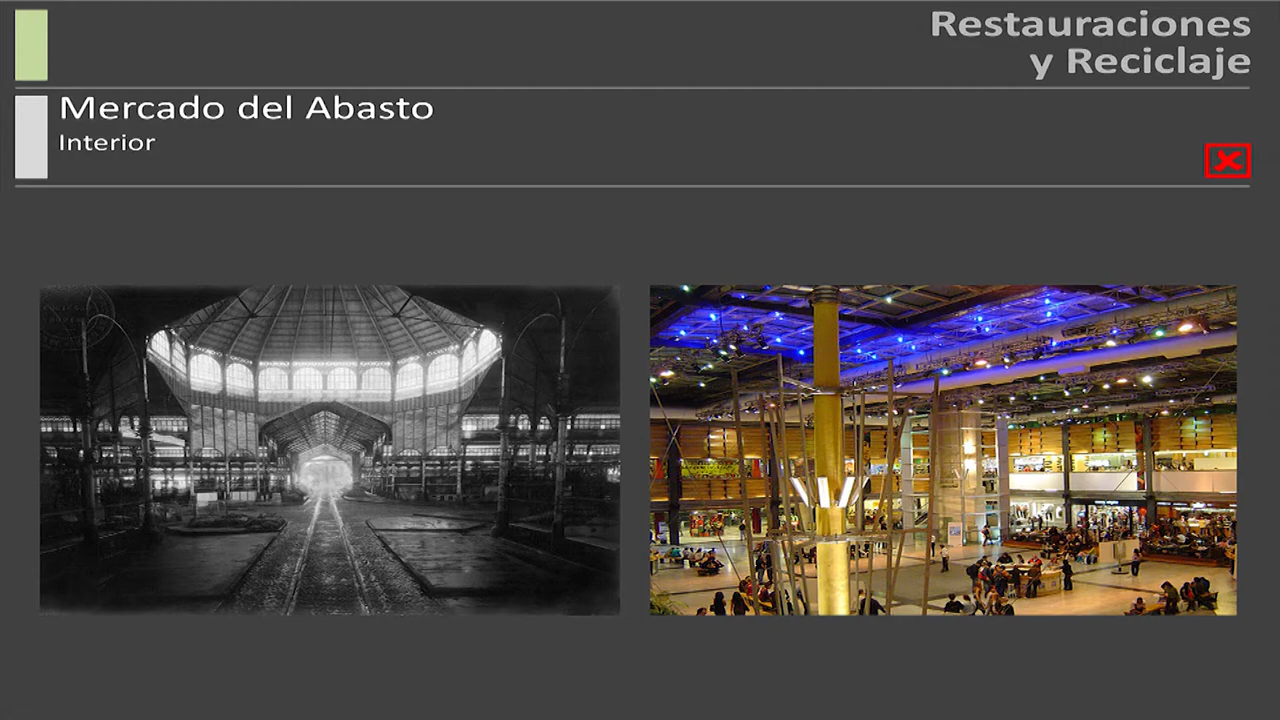 Restauraciones
y Reciclaje
Mercado del Abasto
Interior